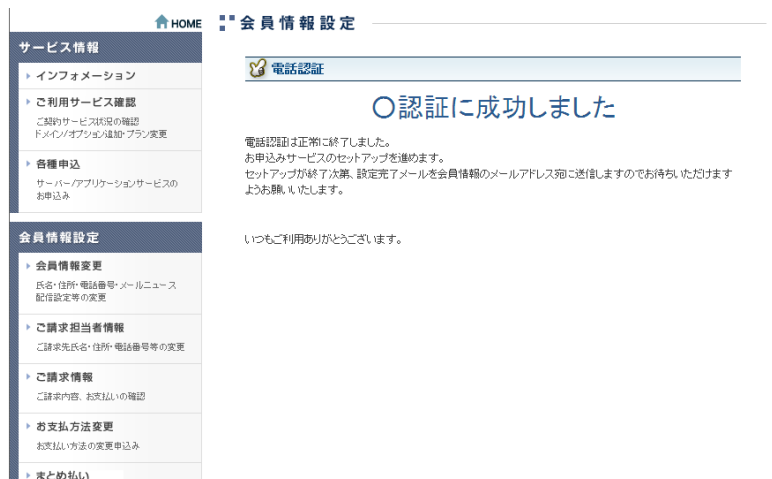 HOME
サービス情報
インフォメーション
ご利用サービス確認
ご契約サービス状況の確認
ドメイン/オプション追加・プラン変更
各種申込
サーバー/アプリケーションサービスの
お申込み
会員情報設定
会員情報変更
氏名・住所・電話番号・メールニュース
配信設定等の変更
ご請求担当者情報
ご請求先氏名・住所・電話番号等の変更
ご請求情報
ご請求内容、お支払いの確認
お支払方法変更
お支払い方法の変更申込み
まとめ払い
会員情報設定
電話認証
○認証に成功しました
電話認証は正常に終了しました。
お申込みサービスのセットアップを進めます。
セットアップが終了次第、設定完了メールを会員情報のメールアドレス宛に送信しますのでお待ちいただけます
ようお願いいたします。
いつもご利用ありがとうございます。